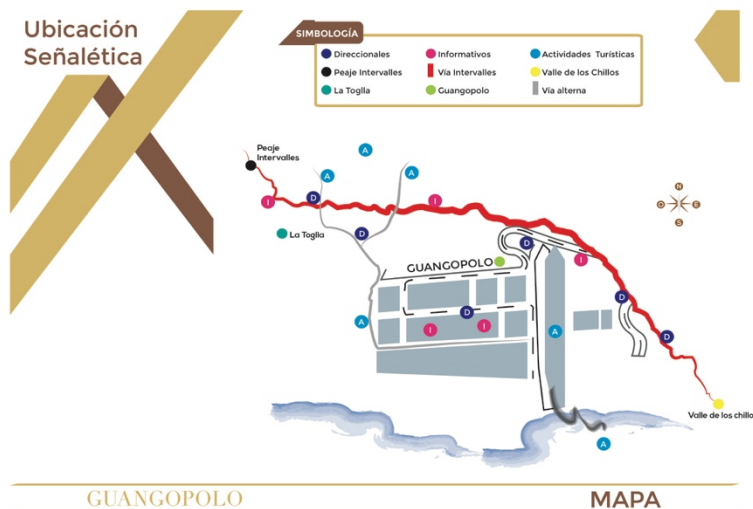 Ubicación
Señalética
SIMBOLOGÍA
Direccionales
Informativos
Actividades Turísticas
Peaje Intervalles
Vía Intervalles
Valle de los Chillos
La Toglla
Guangopolo
Vía alterna
Peaje
Intervalles
A
A
A
D
I
I
La Toglla
D
N
O
E
S
D
GUANGOPOLO
I
D
D
A
I
I
A
D
Valle de los chillo
A
GUANGOPOLO
MAPA